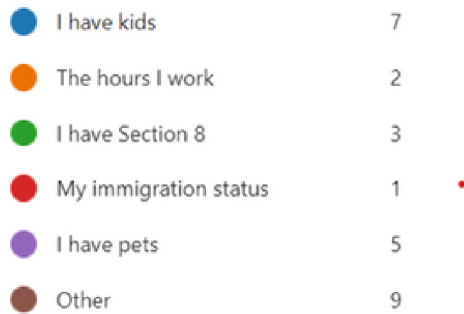 I have kids 7
The hours I work 2
I have Section 8 3
My immigration status 1
I have pets 5
Other 9